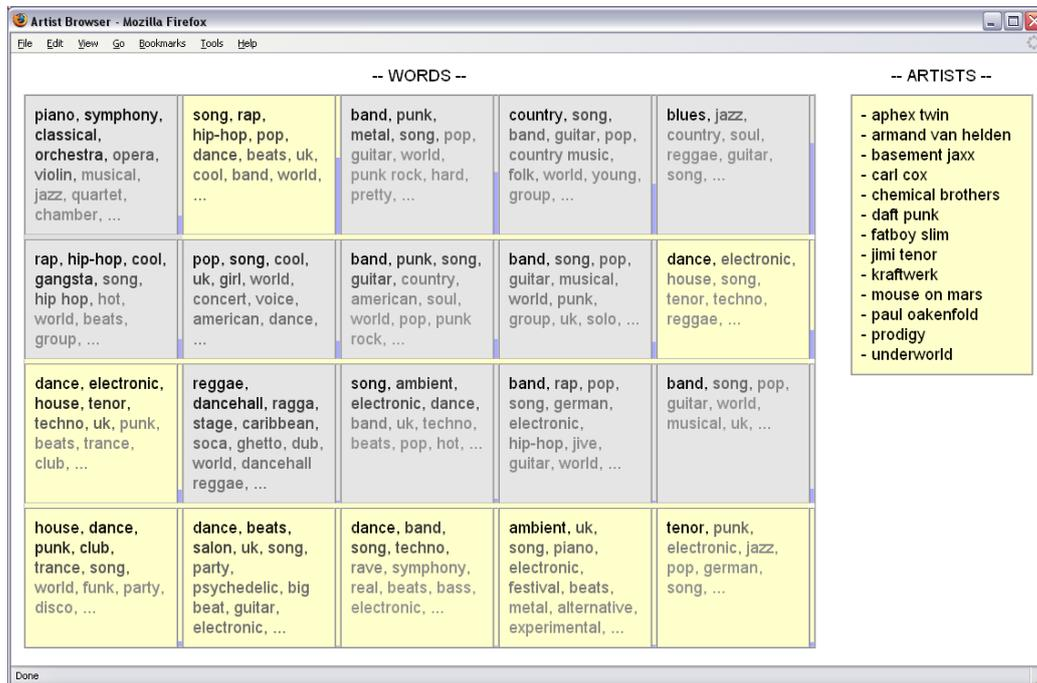 Artist Browser - Mozilla Firefox
File Edit View Go Bookmarks Tools Help
-- WORDS --
piano, symphony,
classical,
orchestra, opera,
violin, musical,
jazz, quartet,
chamber, ...
song, rap,
hip-hop, pop,
dance, beats, uk,
cool, band, world,
...
band, punk,
metal, song, pop,
guitar, world,
punk rock, hard,
pretty, ...
country, song,
band, guitar, pop,
country music,
folk, world, young,
group, ...
blues, jazz,
country, soul,
reggae, guitar,
song, ...
rap, hip-hop, cool,
gangsta, song,
hip hop, hot,
world, beats,
group, ...
pop, song, cool,
uk, girl, world,
concert, voice,
american, dance,
...
band, punk, song,
guitar, country,
american, soul,
world, pop, punk
rock, ...
band, song, pop,
guitar, musical,
world, punk,
group, uk, solo, ...
dance, electronic,
house, song,
tenor, techno,
reggae, ...
dance, electronic,
house, tenor,
techno, uk, punk,
beats, trance,
club, ...
reggae,
dancehall, ragga,
stage, caribbean,
soca, ghetto, dub,
world, dancehall
reggae, ...
song, ambient,
electronic, dance,
band, uk, techno,
beats, pop, hot, ...
band, rap, pop,
song, german,
electronic,
hip-hop, jive,
guitar, world, ...
band, song, pop,
guitar, world,
musical, uk, ...
house, dance,
punk, club,
trance, song,
world, funk, party,
disco, ...
dance, beats,
salon, uk, song,
party,
psychedelic, big
beat, guitar,
electronic, ...
dance, band,
song, techno,
rave, symphony,
real, beats, bass,
electronic, ...
ambient, uk,
song, piano,
electronic,
festival, beats,
metal, alternative,
experimental, ...
tenor, punk,
electronic, jazz,
pop, german,
song, ...
-- ARTISTS --
- aphex twin
- armand van helden
- basement jaxx
- carl cox
- chemical brothers
- daft punk
- fatboy slim
- jimi tenor
- kraftwerk
- mouse on mars
- paul oakenfold
- prodigy
- underworld
Done